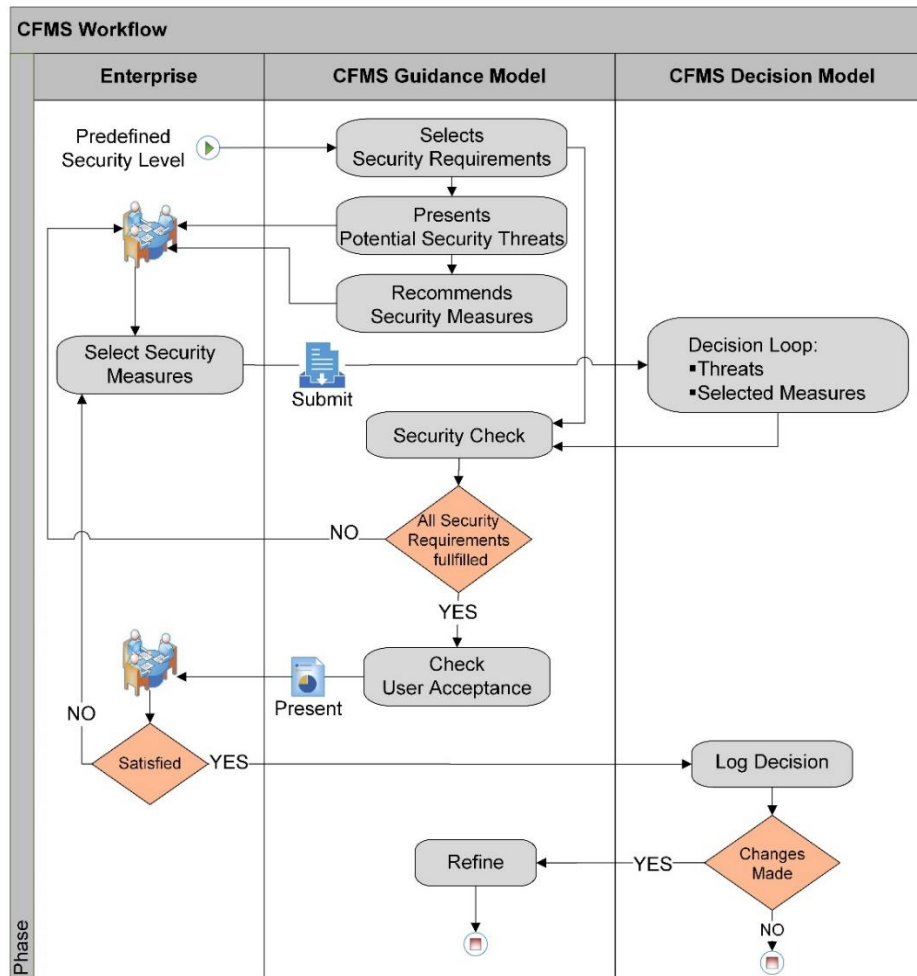 CFMS Workflow
Enterprise
CFMS Guidance Model
CFMS Decision Model
Predefined
Security Level
Selects
Security Requirements
Presents
Potential Security Threats
Recommends
Security Measures
Select Security
Measures
Submit
Decision Loop:
▪Threats
▪Selected Measures
Security Check
All Security
Requirements
fullfilled
NO
YES
Check
User Acceptance
Present
NO
Satisfied
YES
Log Decision
Changes
Made
YES
Refine
NO
Phase